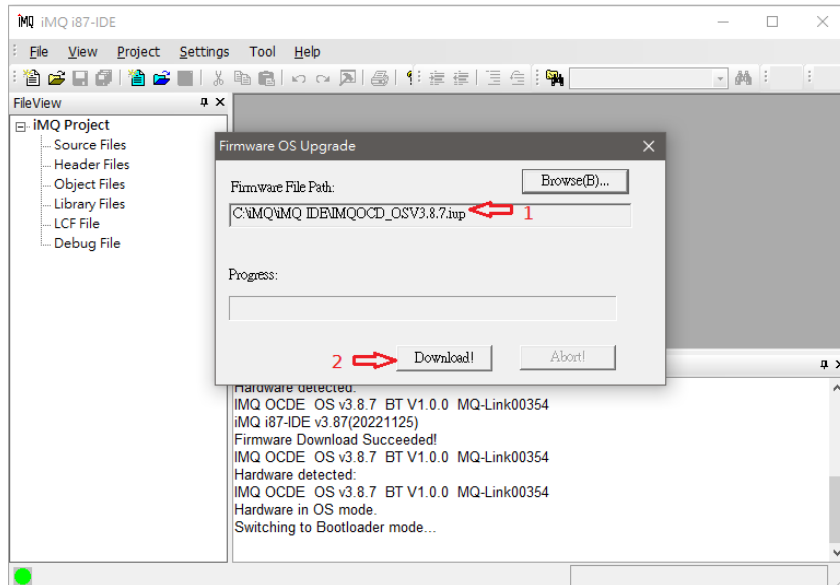 iMQ iMQ i87-IDE
File View Project Settings Tool Help
FileView
iMQ Project
Source Files
Header Files
Object Files
Library Files
LCF File
Debug File
Firmware OS Upgrade
Browse(B)...
Firmware File Path:
C:\iMQ\iMQ IDE\IMQOCD_OSV3.8.7.iup 1
Progress:
2 Download! Abort!
Hardware detected:
IMQ OCDE OS v3.8.7 BT V1.0.0 MQ-Link00354
iMQ i87-IDE v3.87(20221125)
Firmware Download Succeeded!
IMQ OCDE OS v3.8.7 BT V1.0.0 MQ-Link00354
Hardware detected:
IMQ OCDE OS v3.8.7 BT V1.0.0 MQ-Link00354
Hardware in OS mode.
Switching to Bootloader mode...